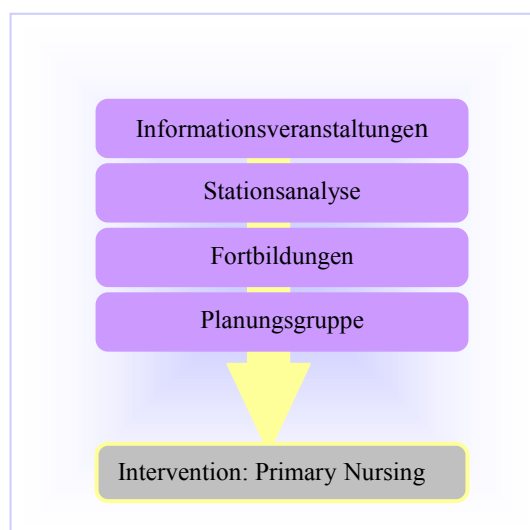 Informationsveranstaltungen
Stationsanalyse
Fortbildungen
Planungsgruppe
Intervention: Primary Nursing